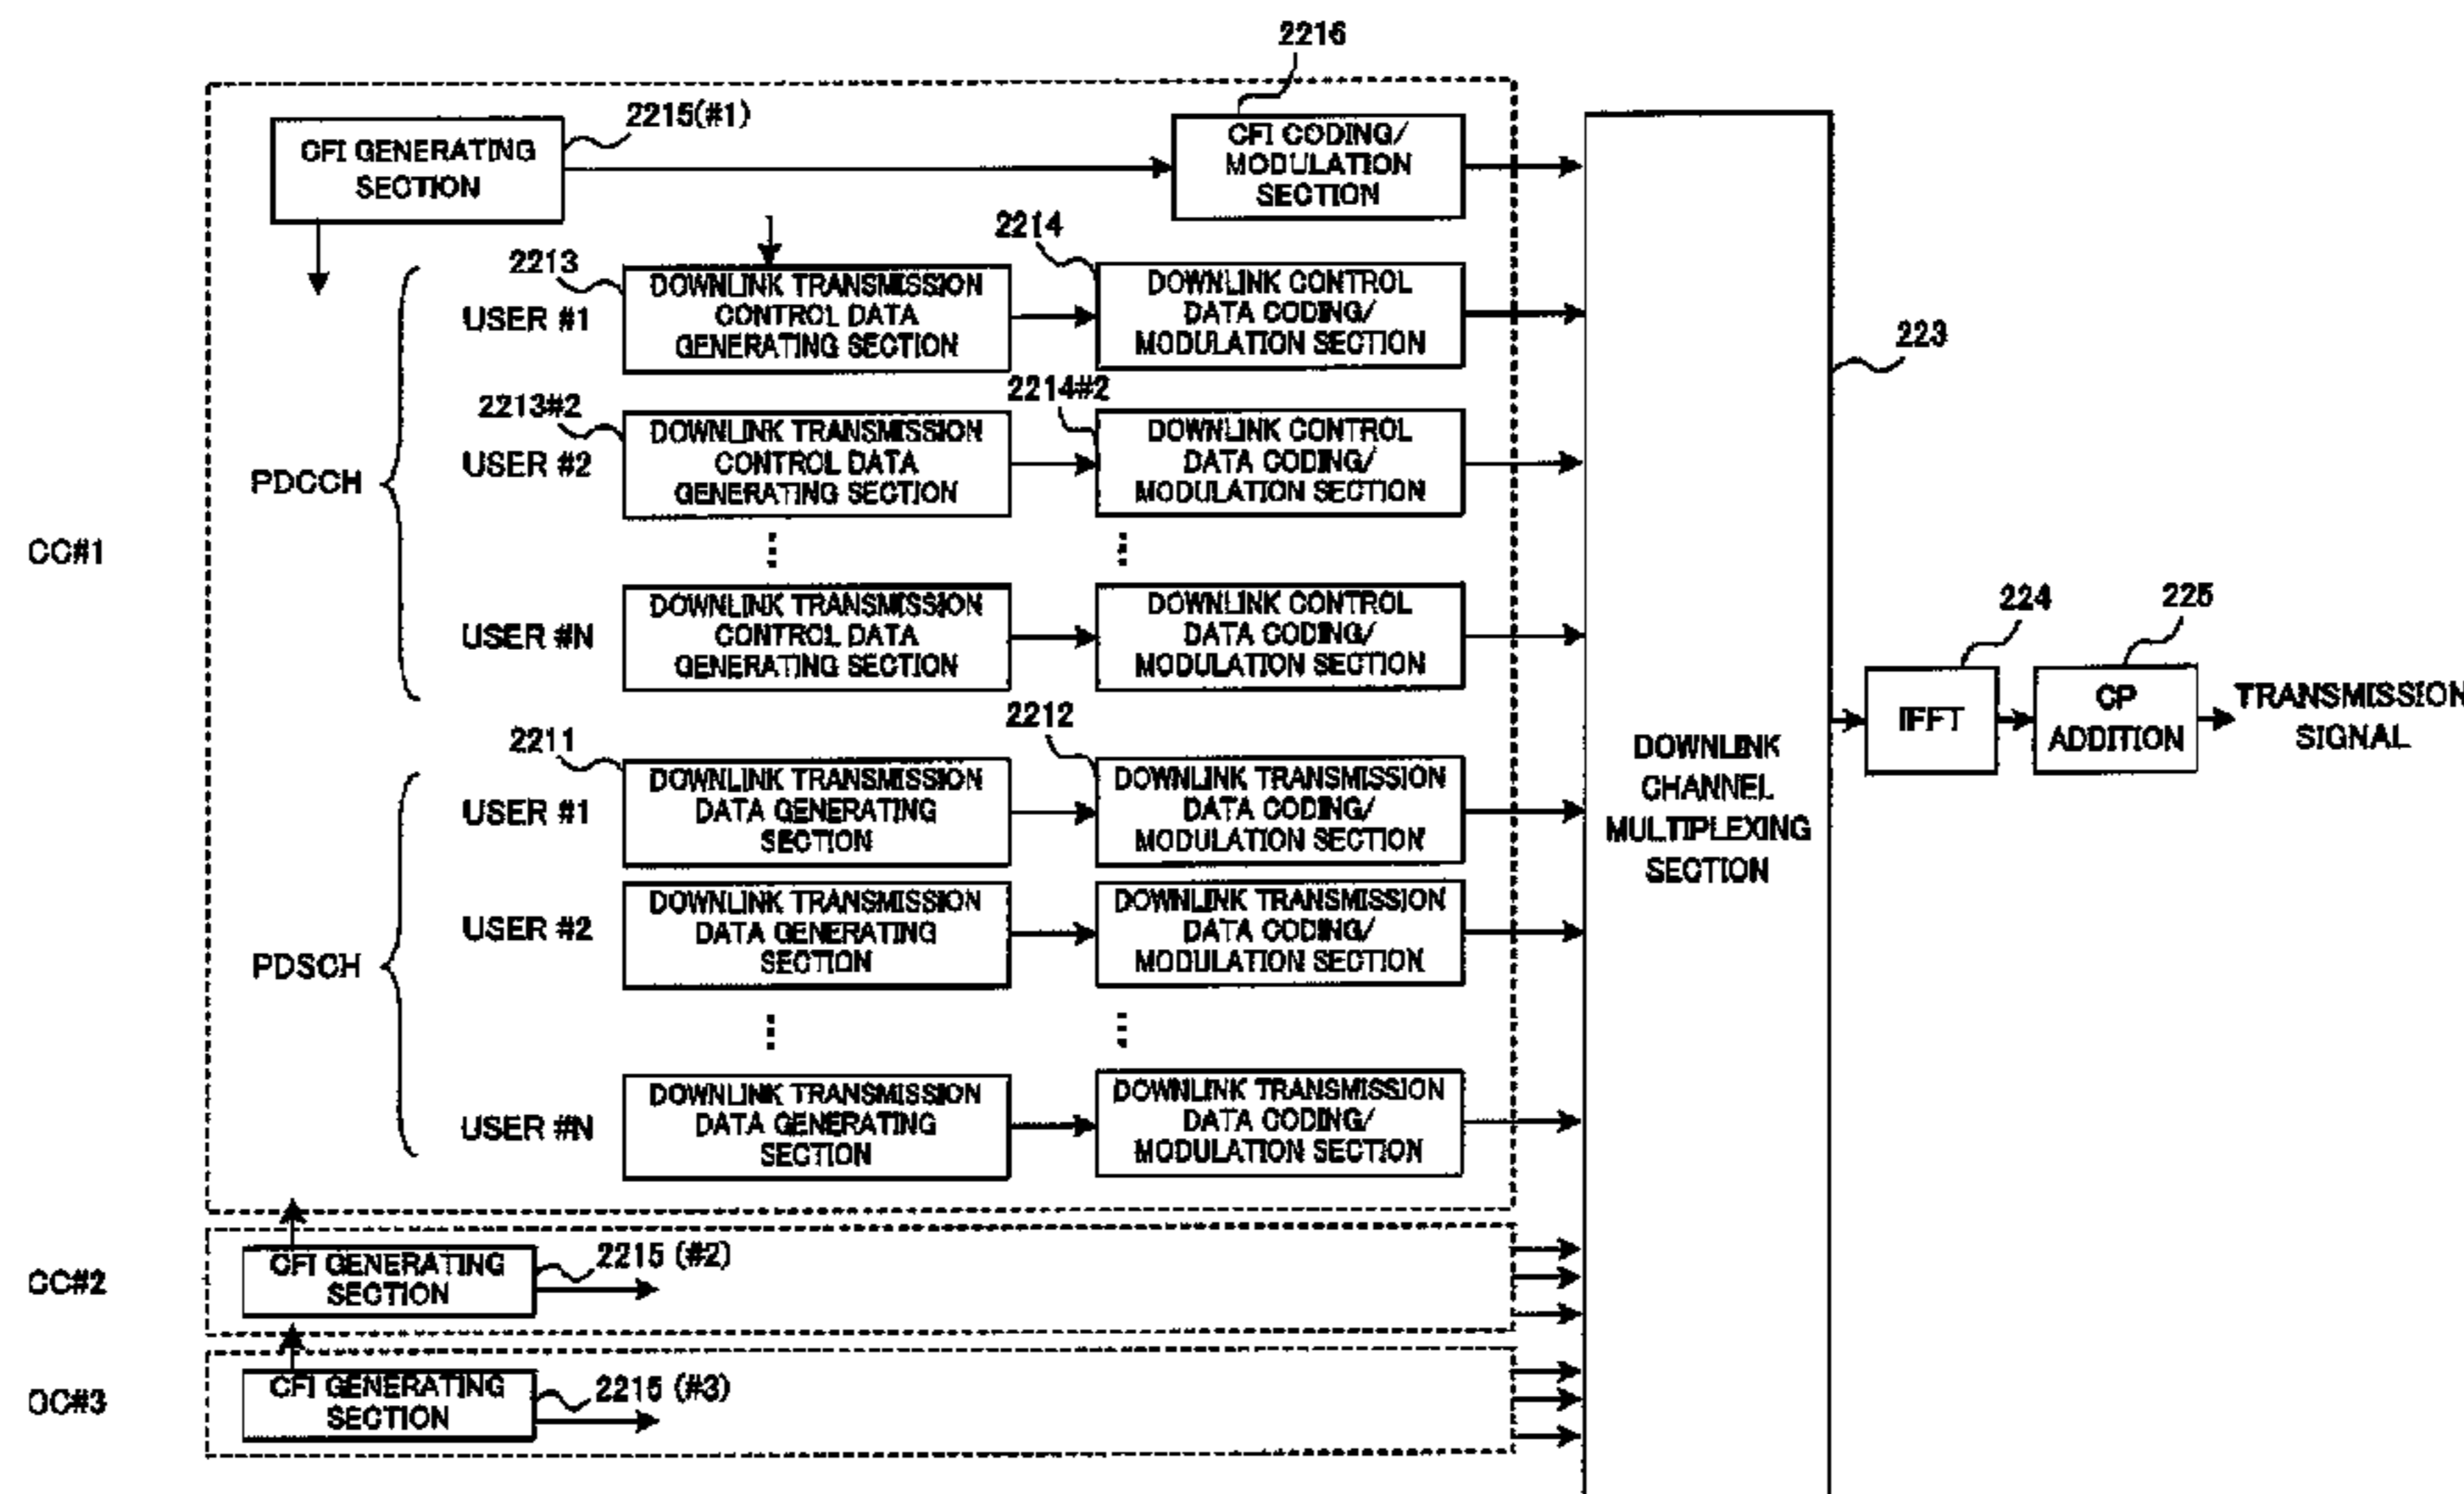 2216
2215(#1)
CFI GENERATING
SECTION
CFI CODING/
MODULATION
SECTION
2213
2214
USER #1
DOWNLINK TRANSMISSION
CONTROL DATA
GENERATING SECTION
DOWNLINK CONTROL
DATA CODING/
MODULATION SECTION
223
2213#2
2214#2
PDCCH
USER #2
DOWNLINK TRANSMISSION
CONTROL DATA
GENERATING SECTION
DOWNLINK CONTROL
DATA CODING/
MODULATION SECTION
CC#1
USER #N
DOWNLINK TRANSMISSION
CONTROL DATA
GENERATING SECTION
DOWNLINK CONTROL
DATA CODING/
MODULATION SECTION
2211
2212
PDSCH
USER #1
DOWNLINK TRANSMISSION
DATA GENERATING
SECTION
DOWNLINK TRANSMISSION
DATA CODING/
MODULATION SECTION
USER #2
DOWNLINK TRANSMISSION
DATA GENERATING
SECTION
DOWNLINK TRANSMISSION
DATA CODING/
MODULATION SECTION
USER #N
DOWNLINK TRANSMISSION
DATA GENERATING
SECTION
DOWNLINK TRANSMISSION
DATA CODING/
MODULATION SECTION
DOWNLINK
CHANNEL
MULTIPLEXING
SECTION
224
225
IFFT
CP
ADDITION
TRANSMISSION
SIGNAL
CC#2
CFI GENERATING
SECTION
2215 (#2)
CC#3
CFI GENERATING
SECTION
2215 (#3)